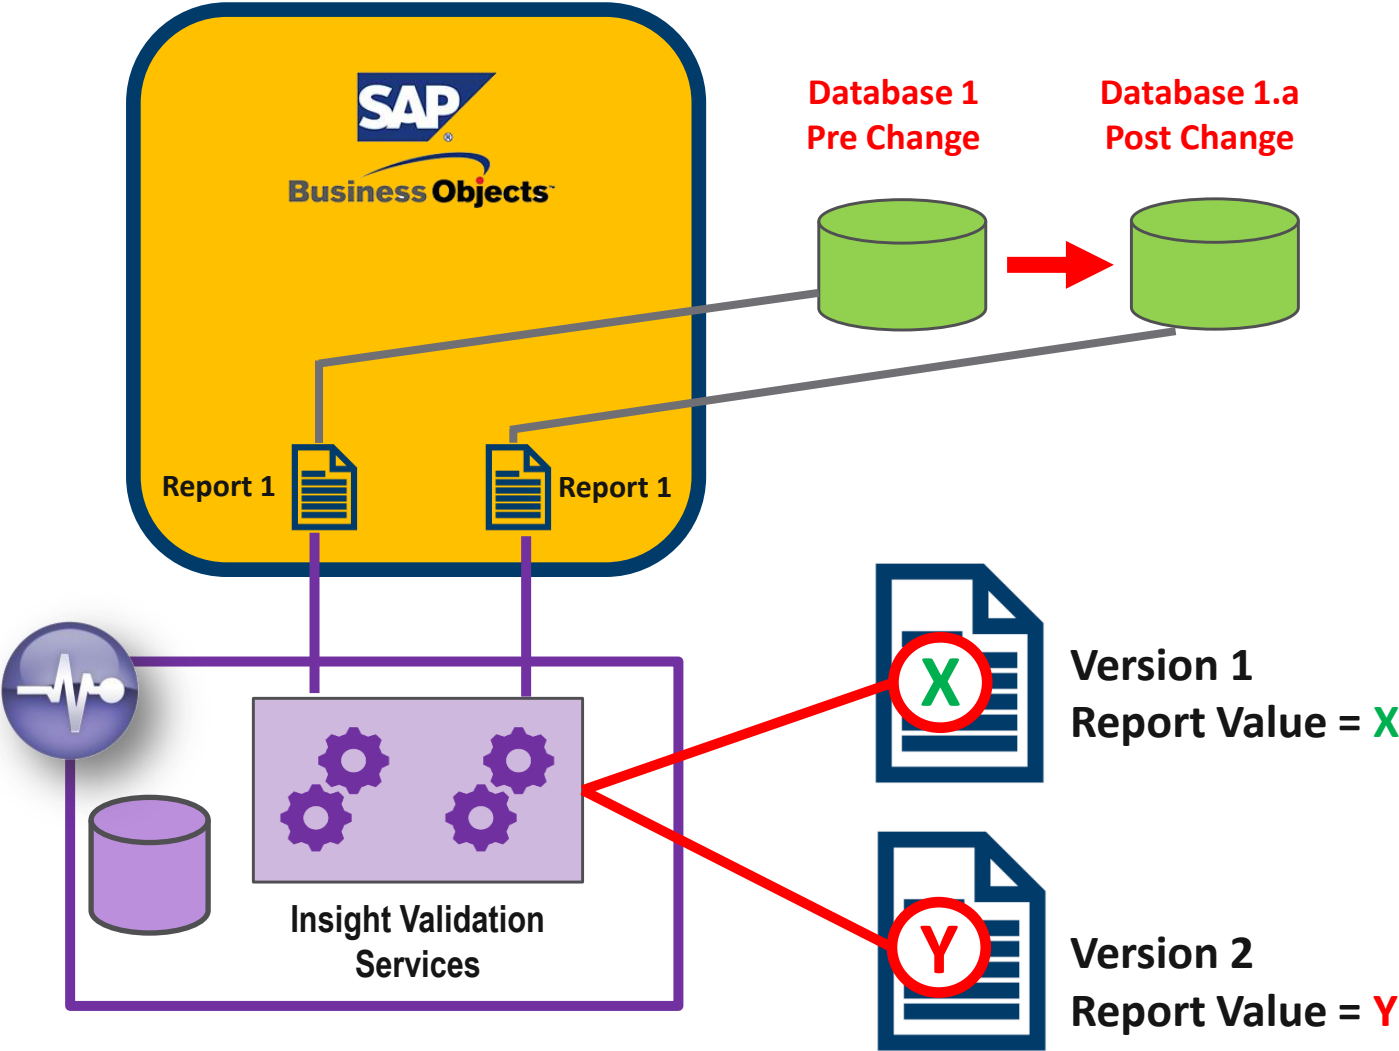 SAP
®
Business Objects™
Database 1
Pre Change
Database 1.a
Post Change
Report 1
Report 1
Insight Validation
Services
X
Version 1
Report Value = X
Y
Version 2
Report Value = Y